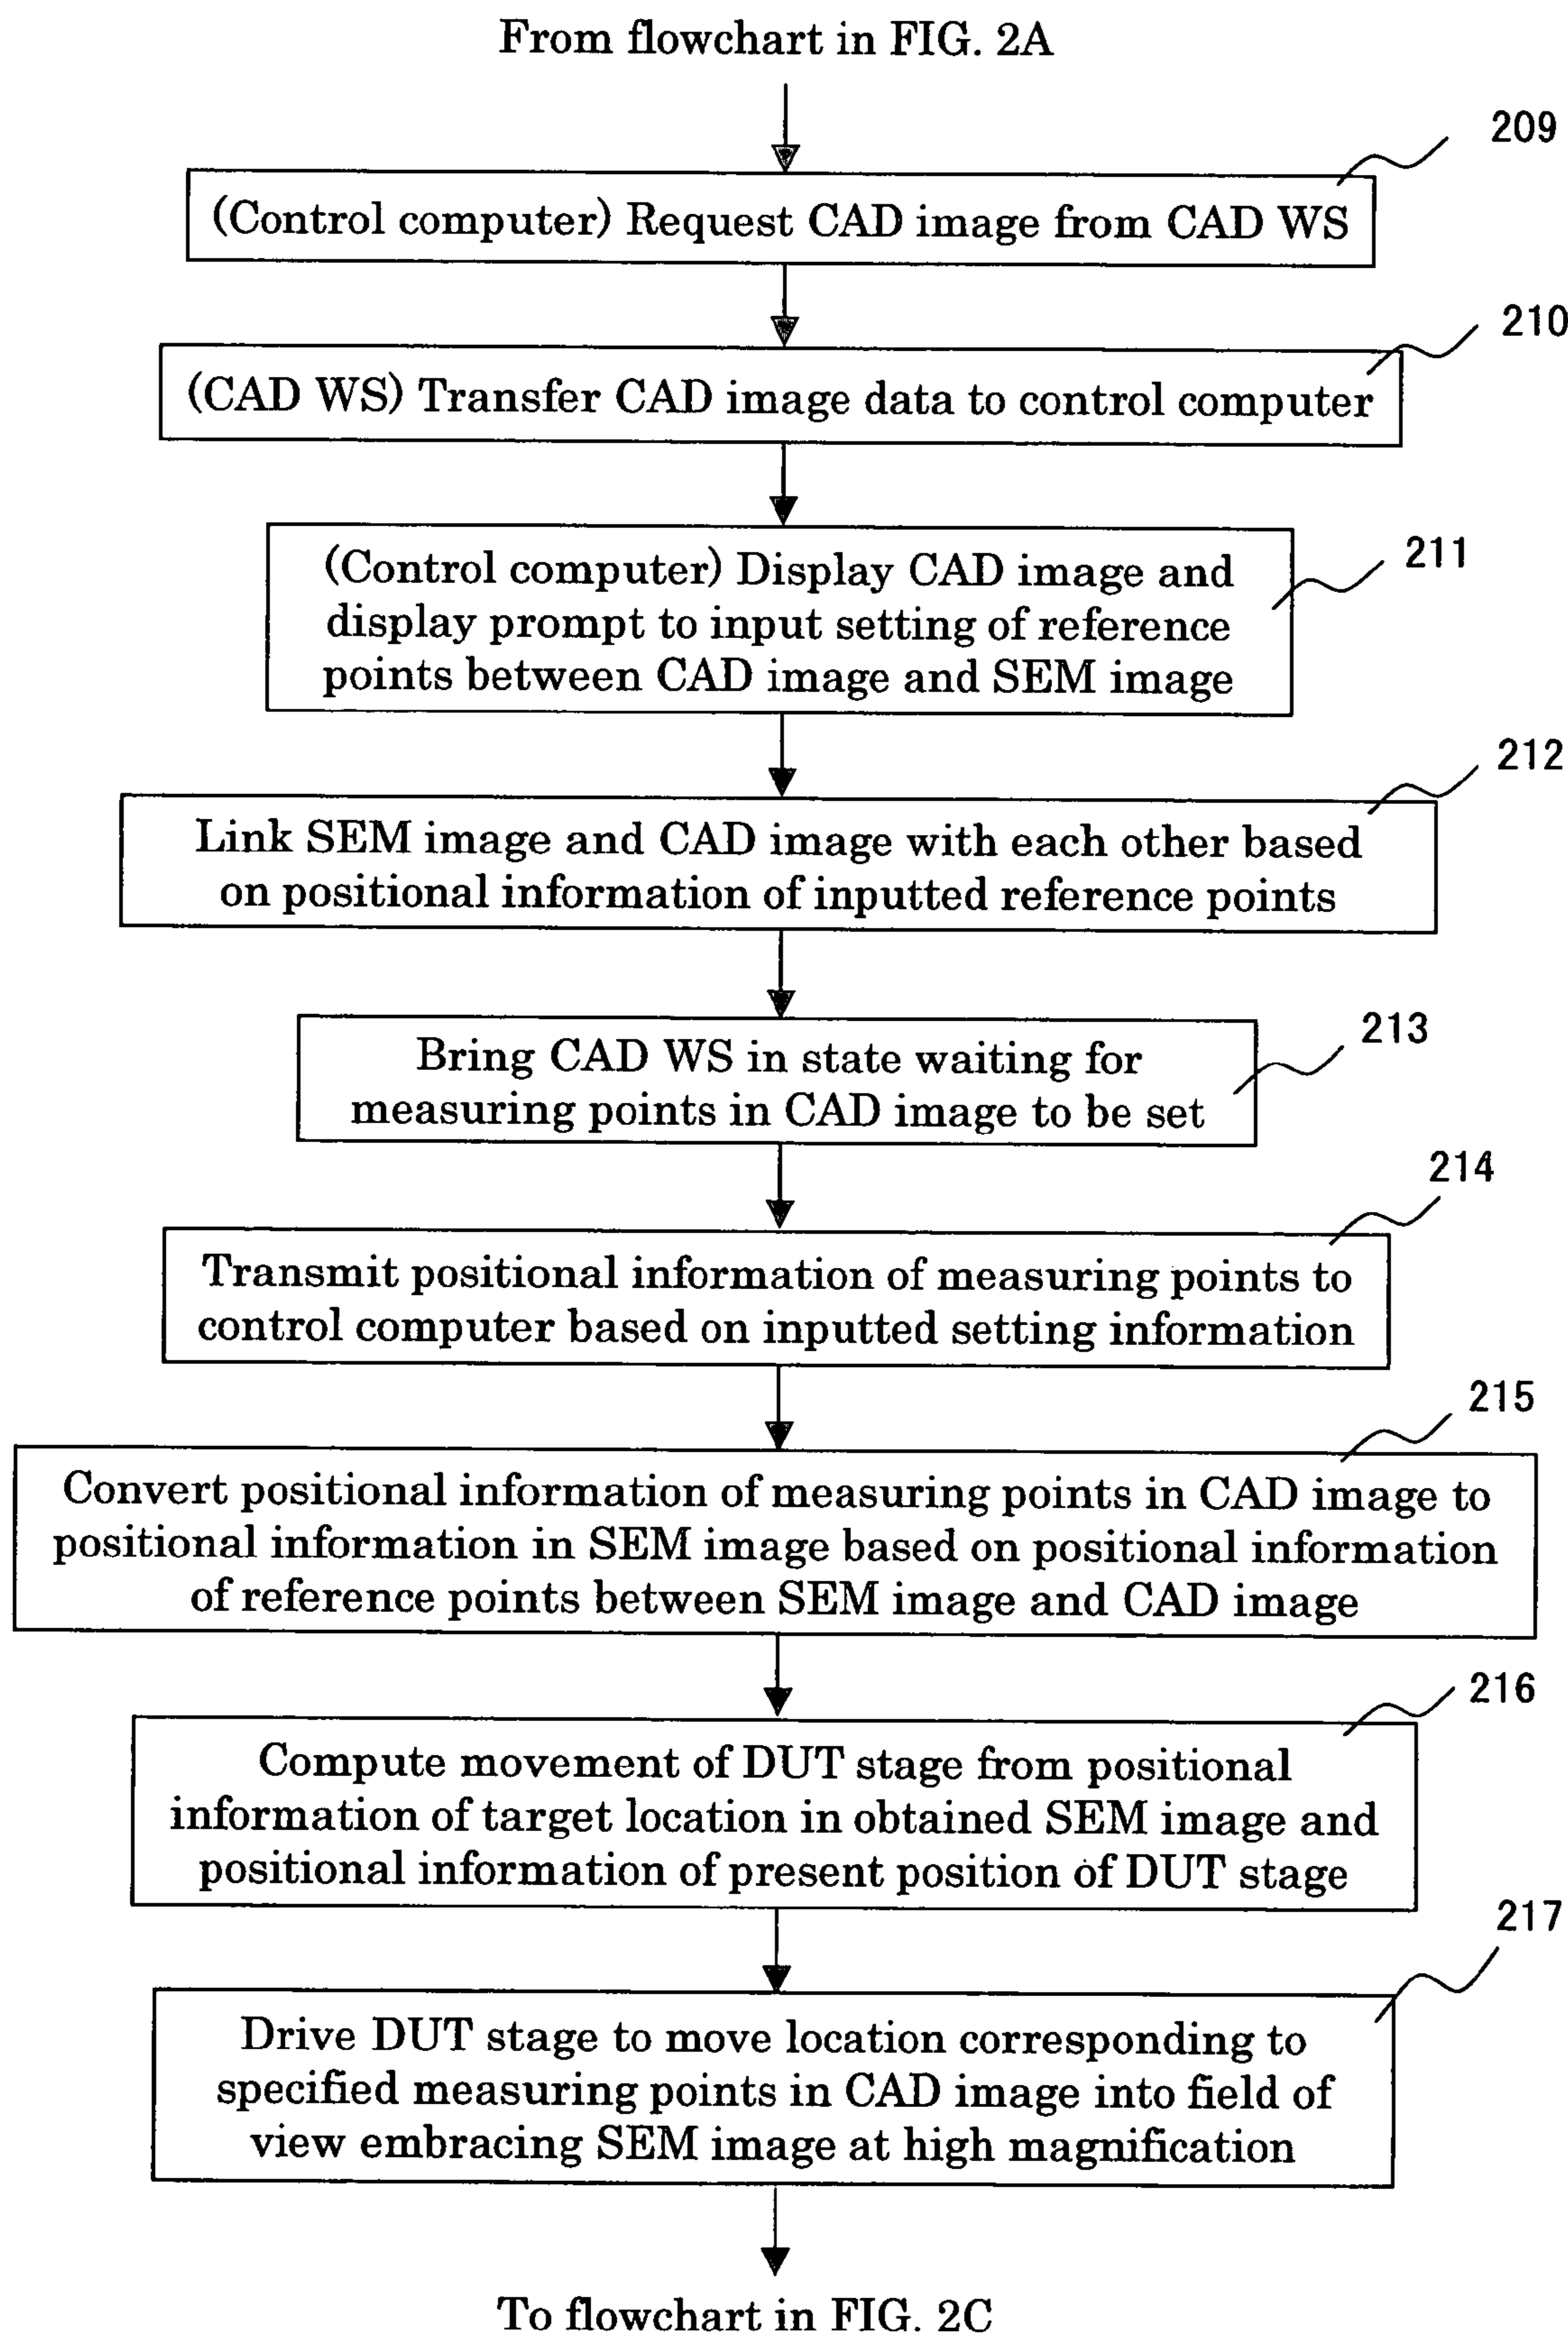 From flowchart in FIG. 2A
209
(Control computer) Request CAD image from CAD WS
210
(CAD WS) Transfer CAD image data to control computer
211
(Control computer) Display CAD image and
display prompt to input setting of reference
points between CAD image and SEM image
212
Link SEM image and CAD image with each other based
on positional information of inputted reference points
213
Bring CAD WS in state waiting for
measuring points in CAD image to be set
214
Transmit positional information of measuring points to
control computer based on inputted setting information
215
Convert positional information of measuring points in CAD image to
positional information in SEM image based on positional information
of reference points between SEM image and CAD image
216
Compute movement of DUT stage from positional
information of target location in obtained SEM image and
positional information of present position of DUT stage
217
Drive DUT stage to move location corresponding to
specified measuring points in CAD image into field of
view embracing SEM image at high magnification
To flowchart in FIG. 2C